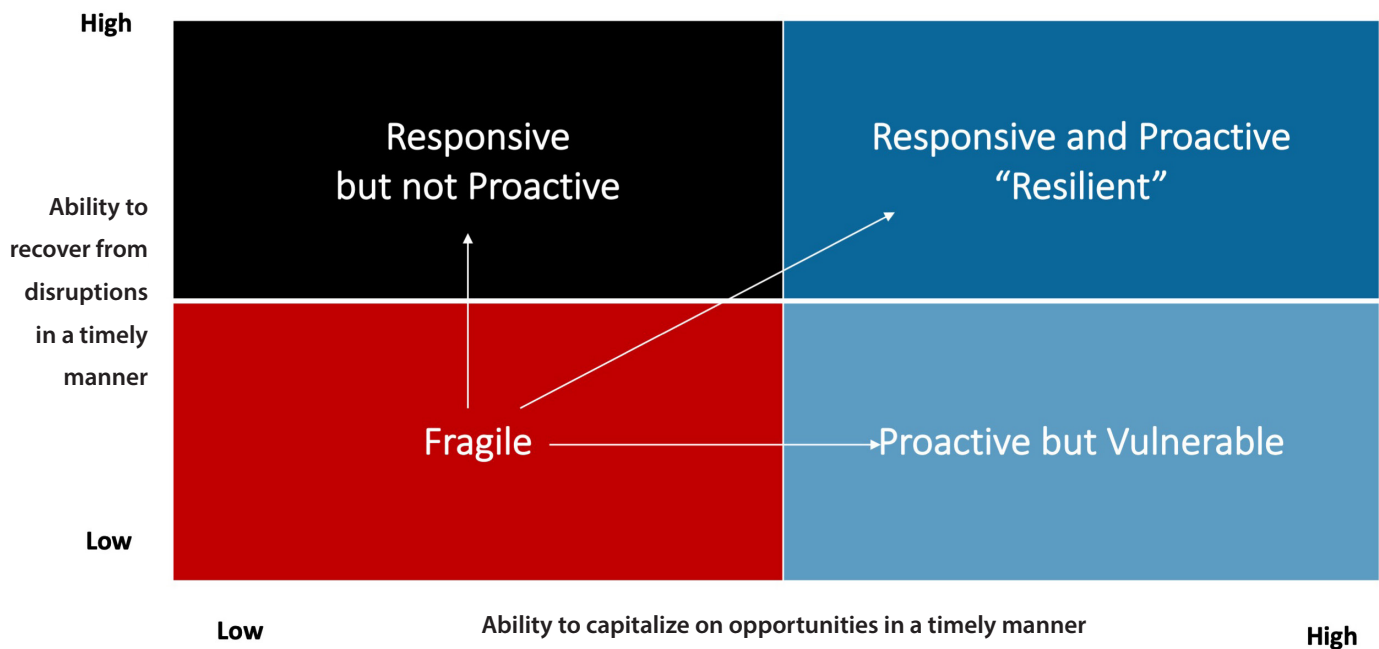 High
Responsive
but not Proactive
Responsive and Proactive
“Resilient”
Ability to
recover from
disruptions
in a timely
manner
Fragile
Proactive but Vulnerable
Low
Low
Ability to capitalize on opportunities in a timely manner
High